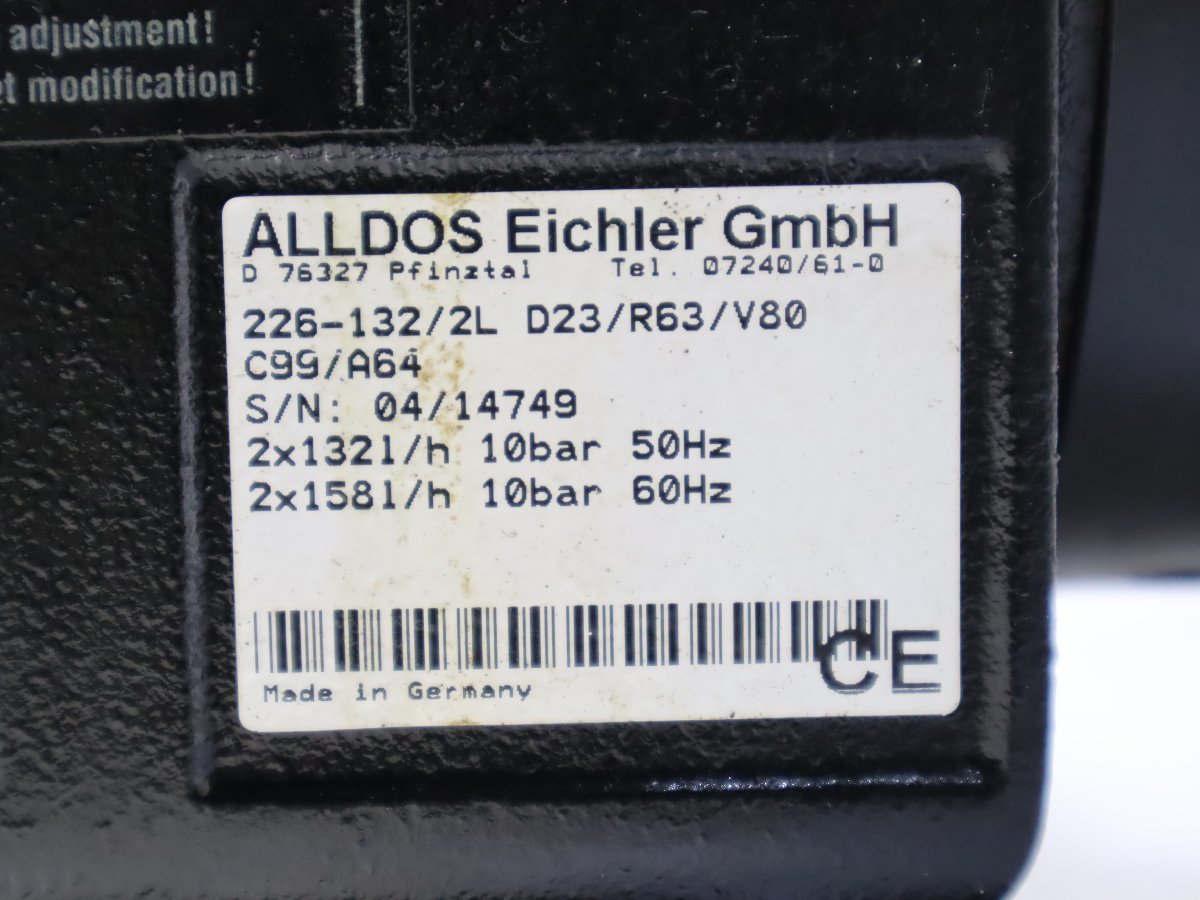 adjustment!
modification!
ALLDOS Eichler GmbH
D 76327 Pfinztal Tel. 07240/61-0
226-132/2L D23/R63/V80
C99/A64
S/N: 04/14749
2x132l/h 10bar 50Hz
2x158l/h 10bar 60Hz
CE
Made in Germany